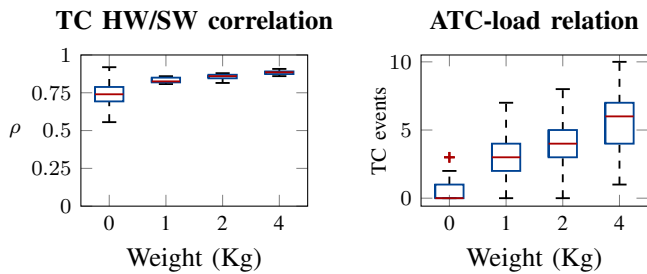 TC HW/SW correlation
1
0.75
ρ
0.5
0.25
0
0 1 2 4
Weight (Kg)
ATC-load relation
10
TC events
5
0
0 1 2 4
Weight (Kg)